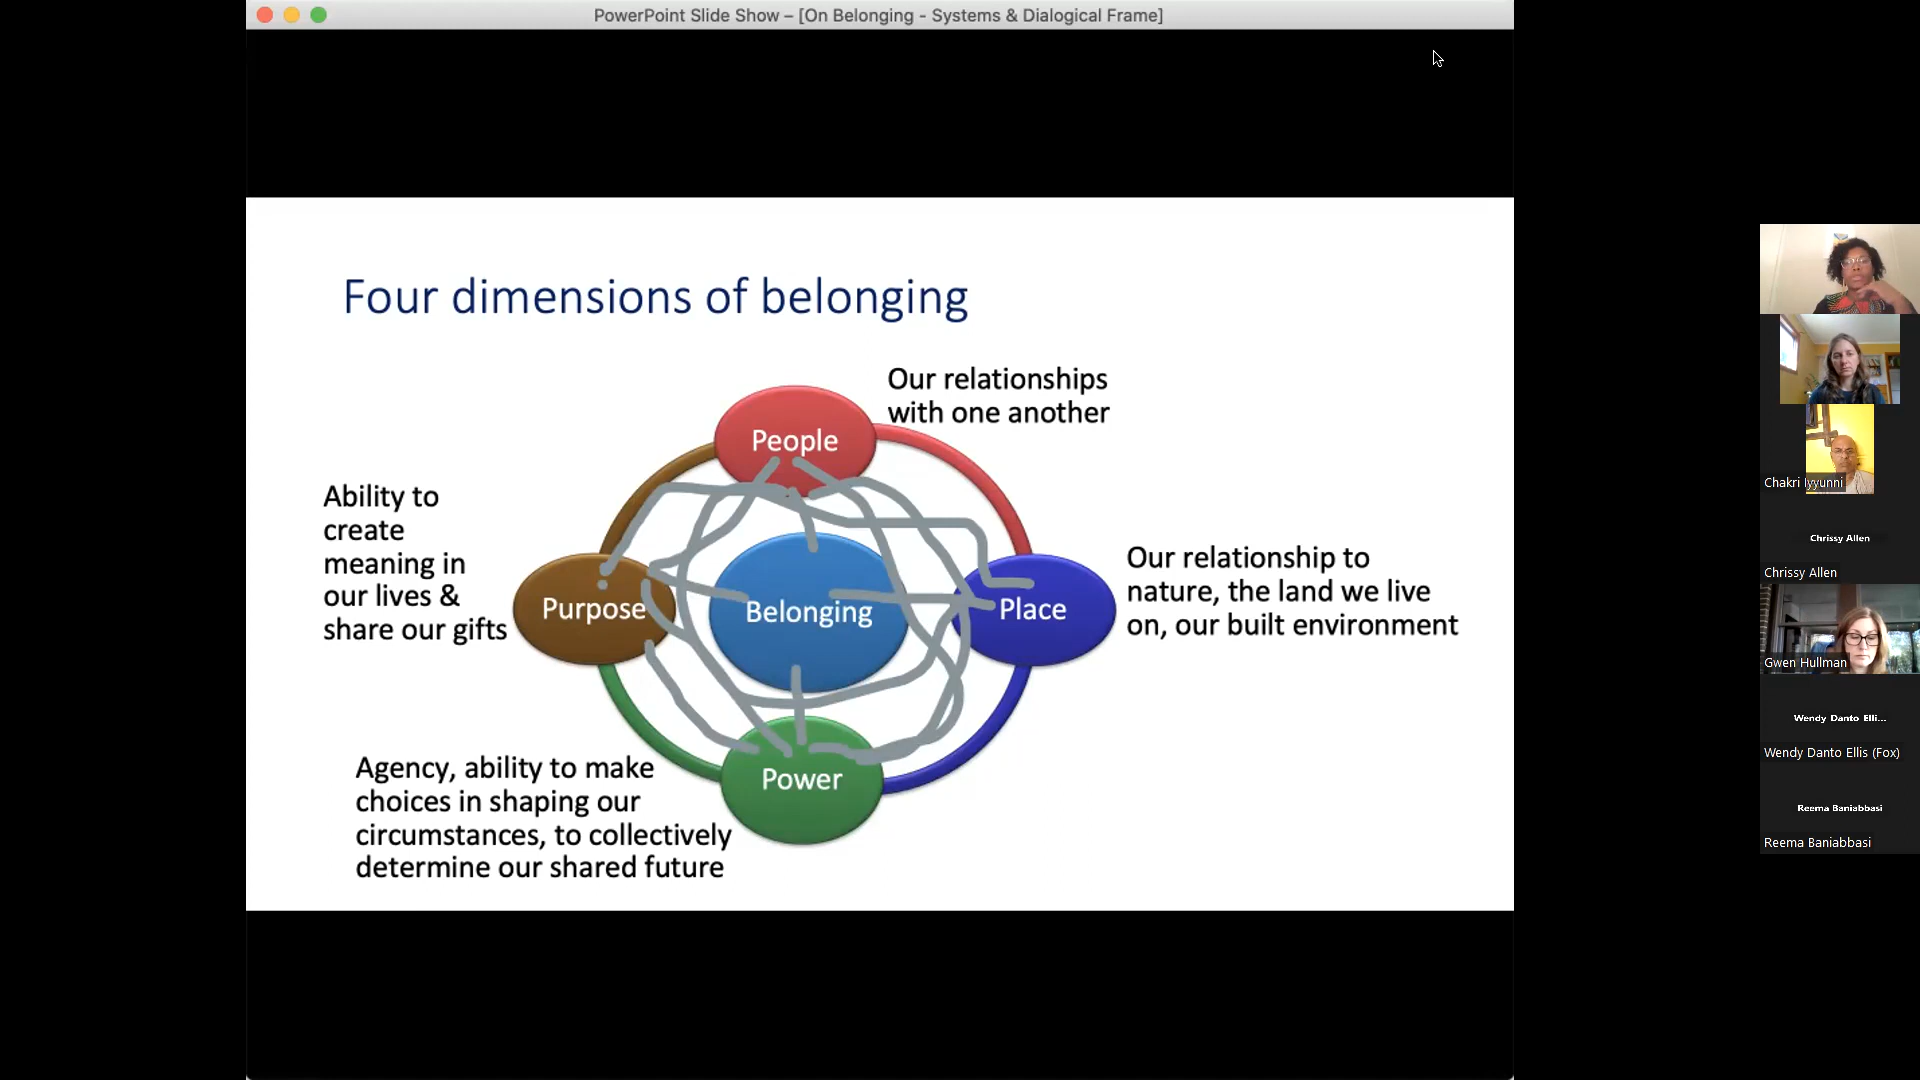 PowerPoint Slide Show – [On Belonging - Systems & Dialogical Frame]
Four dimensions of belonging
Our relationships
with one another
People
Ability to
create
meaning in
our lives &
share our gifts
Purpose
Belonging
Place
Our relationship to
nature, the land we live
on, our built environment
Agency, ability to make
choices in shaping our
circumstances, to collectively
determine our shared future
Power
Chakri Iyyunni
Chrissy Allen
Chrissy Allen
Gwen Hullman
Wendy Danto Elli...
Wendy Danto Ellis (Fox)
Reema Baniabbasi
Reema Baniabbasi